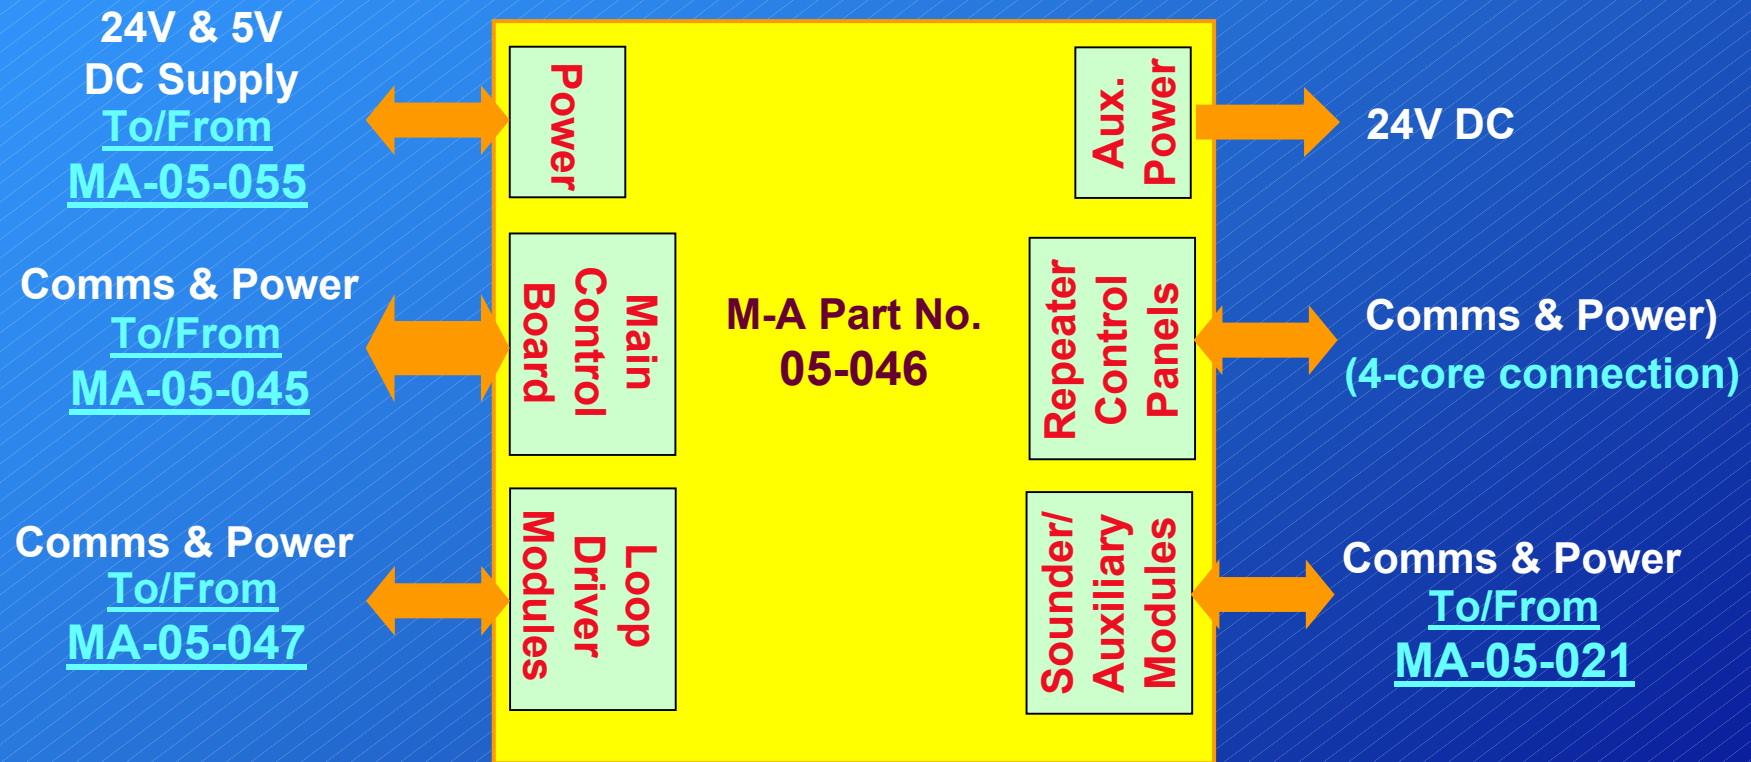 24V & 5V
DC Supply
To/From
MA-05-055
Power
Aux.
Power
24V DC
Comms & Power
To/From
MA-05-045
Main
Control
Board
M-A Part No.
05-046
Repeater
Control
Panels
Comms & Power)
(4-core connection)
Comms & Power
To/From
MA-05-047
Loop
Driver
Modules
Sounder/
Auxiliary
Modules
Comms & Power
To/From
MA-05-021